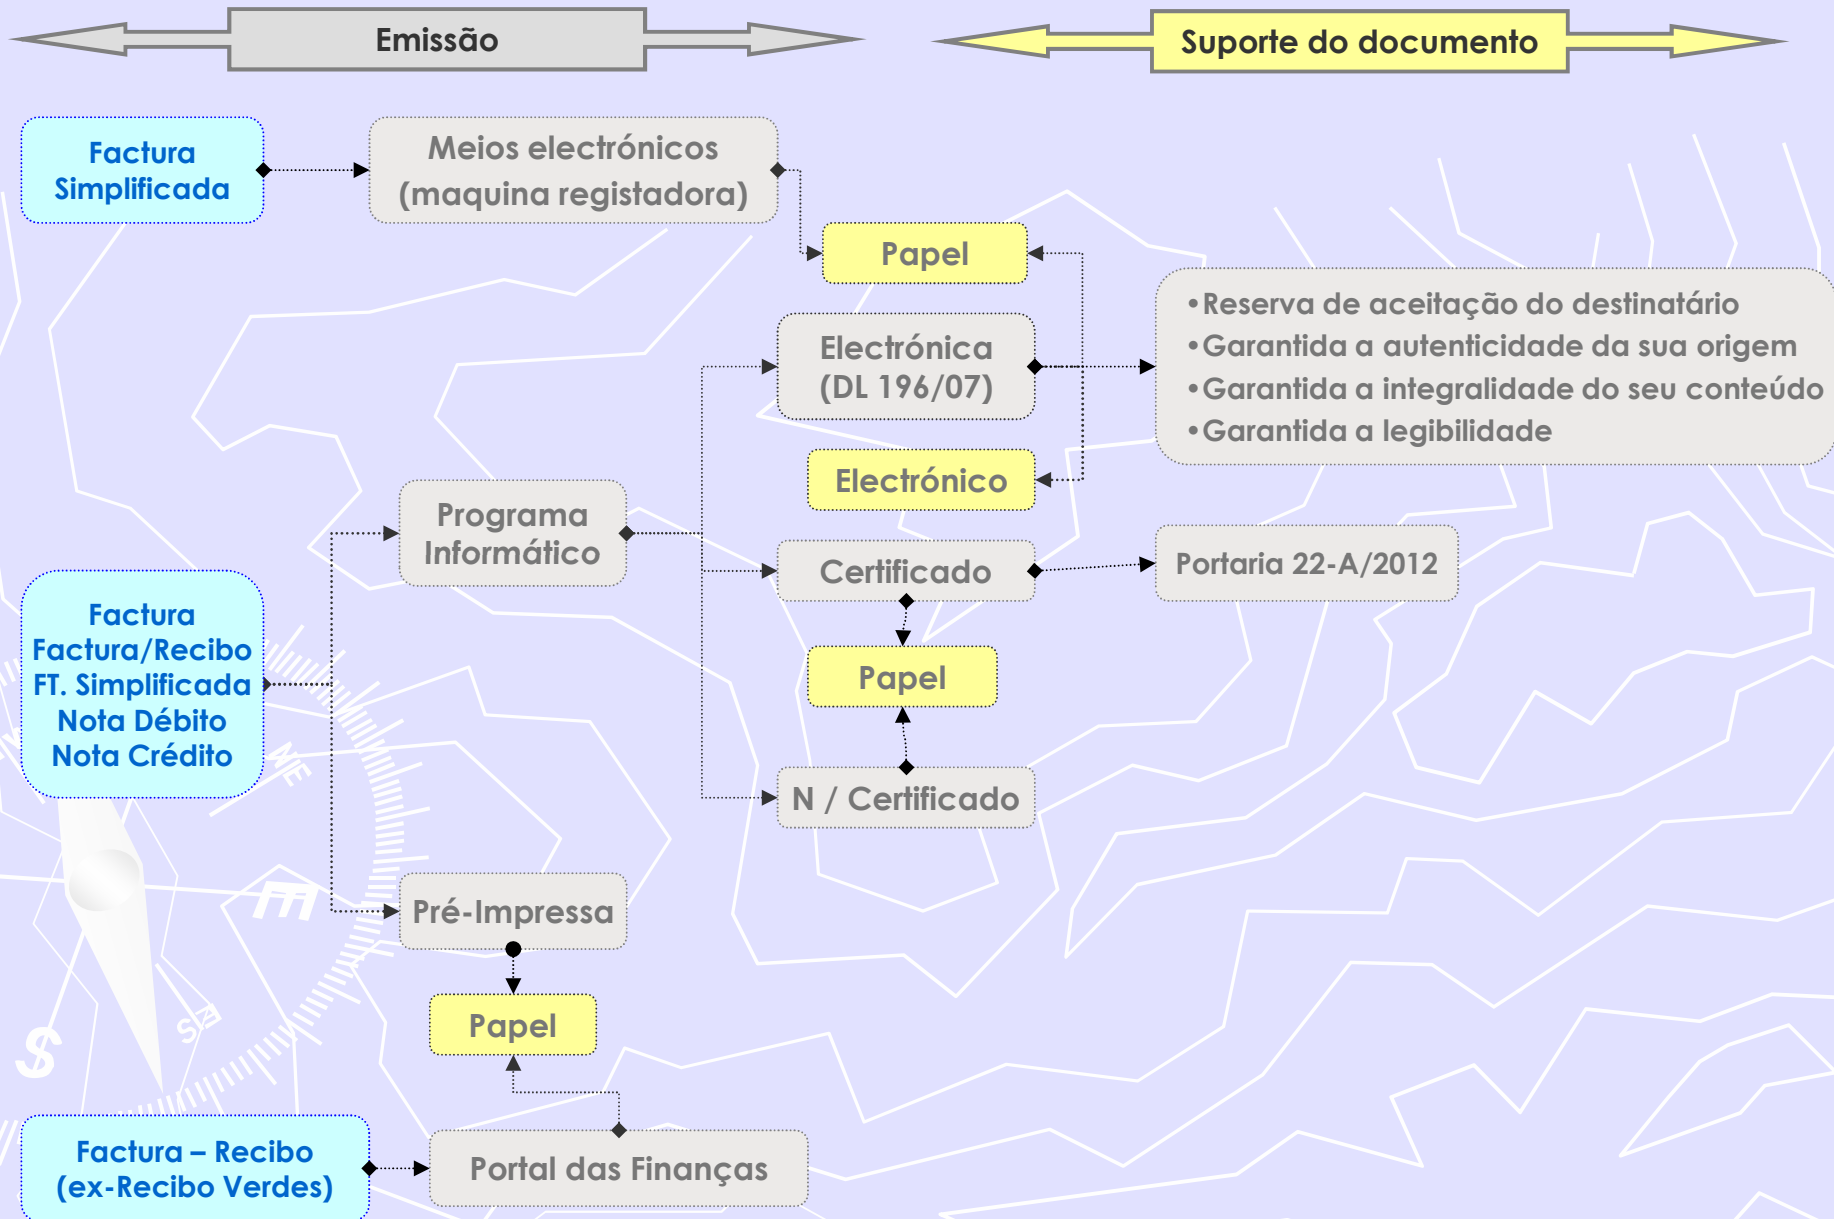 Emissão
Suporte do documento
Factura
Simplificada
Meios electrónicos
(maquina registadora)
Papel
Electrónica
(DL 196/07)
•Reserva de aceitação do destinatário
•Garantida a autenticidade da sua origem
•Garantida a integralidade do seu conteúdo
•Garantida a legibilidade
Electrónico
Programa
Informático
Certificado
Portaria 22-A/2012
Factura
Factura/Recibo
FT. Simplificada
Nota Débito
Nota Crédito
Papel
N / Certificado
Pré-Impressa
Papel
Factura – Recibo
(ex-Recibo Verdes)
Portal das Finanças
NE
E
SE
S